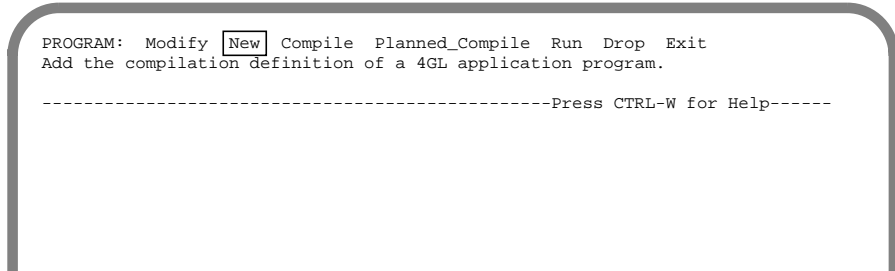 PROGRAM:  Modify  New  Compile  Planned_Compile  Run  Drop  Exit
Add the compilation definition of a 4GL application program.
-------------------------------------------------Press CTRL-W for Help------